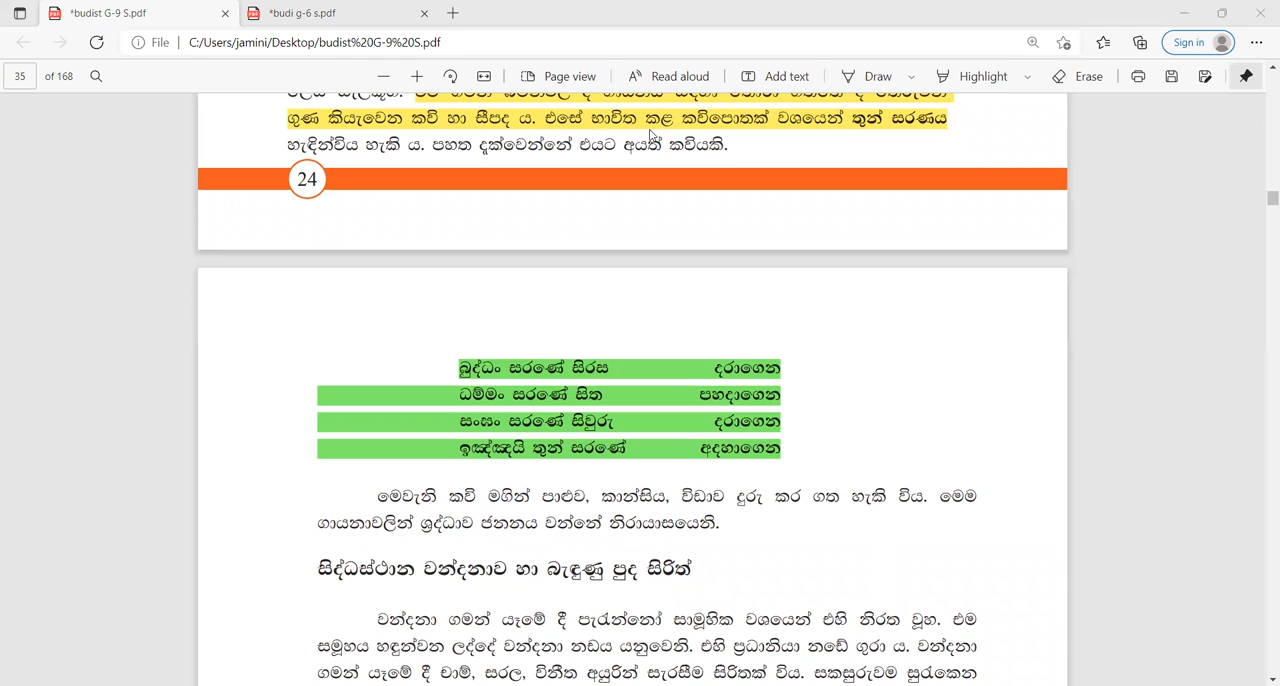 *budist G-9 S.pdf
*budi g-6 s.pdf
File | C:/Users/jamini/Desktop/budist%20G-9%20S.pdf
Sign in
35 of 168
Page view
Read aloud
Add text
Draw
Highlight
Erase
ගුණ කියැවෙන කවි හා සීපද ය. එසේ භාවිත කළ කවිපොතක් වශයෙන් තුන් සරණය
හැඳින්විය හැකි ය. පහත දැක්වෙන්නේ එයට අයත් කවියකි.
24
බුද්ධං සරණේ සිරස දරාගෙන
ධම්මං සරණේ සිත පහදාගෙන
සංඝං සරණේ සිවුරු දරාගෙන
ඉඤ්ඤයි තුන් සරණේ අදහාගෙන
මෙවැනි කවි මගින් පාළුව, කාන්සිය, විඩාව දුරු කර ගත හැකි විය. මෙම
ගායනාවලින් ශ්‍රද්ධාව ජනනය වන්නේ නිරායාසයෙනි.
සිද්ධස්ථාන වන්දනාව හා බැඳුණු පුද සිරිත්
වන්දනා ගමන් යෑමේ දී පැරැන්නෝ සාමූහික වශයෙන් එහි නිරත වූහ. එම
සමූහය හඳුන්වන ලද්දේ වන්දනා නඩය යනුවෙනි. එහි ප්‍රධානියා නඩේ ගුරා ය. වන්දනා
ගමන් යෑමේ දී චාම්, සරල, විනීත අයුරින් සැරසීම සිරිතක් විය. සකසුරුවම සුරැකෙන